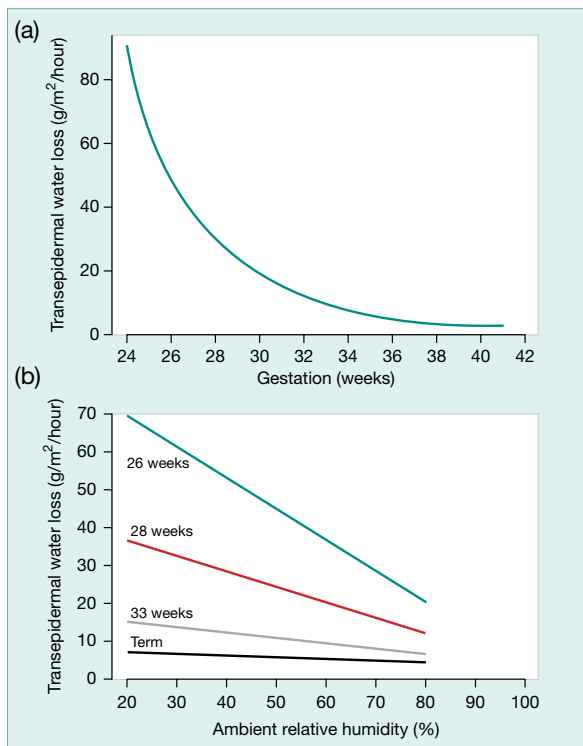 (a)
Transepidermal water loss (g/m²/hour)
80
60
40
20
0
24 26 28 30 32 34 36 38 40 42
Gestation (weeks)
(b)
Transepidermal water loss (g/m²/hour)
70
60
50
40
30
20
10
0
26 weeks
28 weeks
33 weeks
Term
20 30 40 50 60 70 80 90 100
Ambient relative humidity (%)